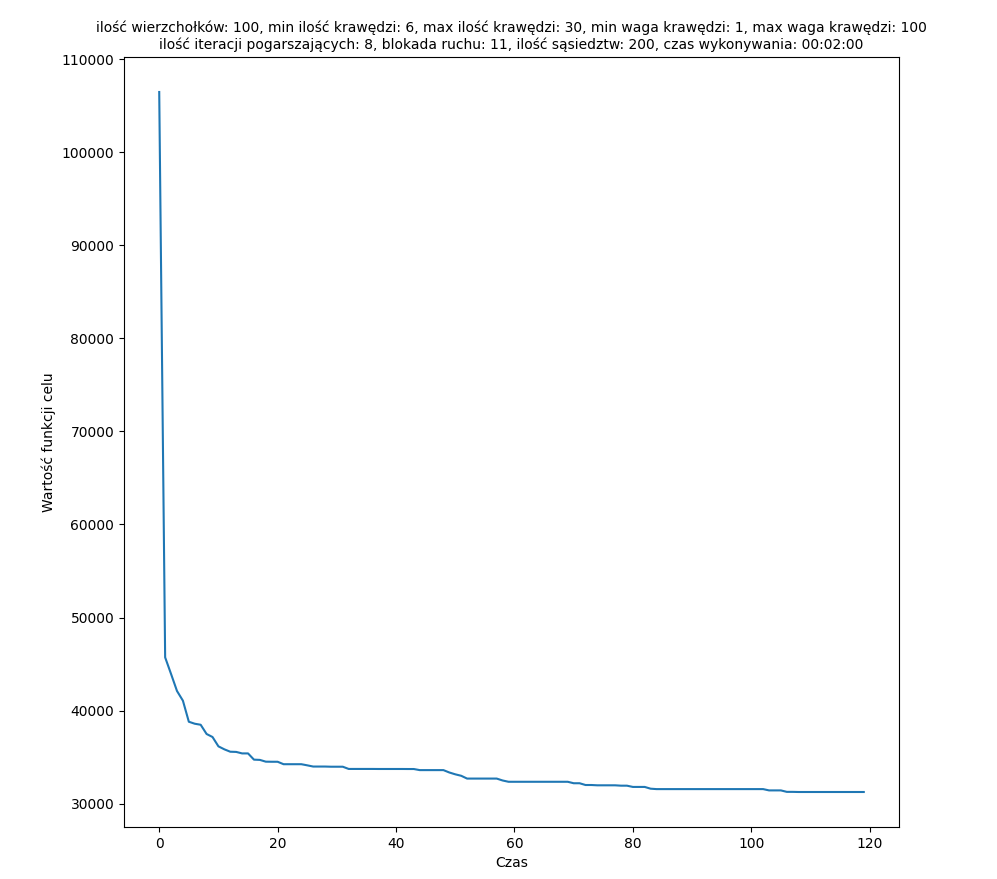 ilość wierzchołków: 100, min ilość krawędzi: 6, max ilość krawędzi: 30, min waga krawędzi: 1, max waga krawędzi: 100
ilość iteracji pogarszających: 8, blokada ruchu: 11, ilość sąsiedztw: 200, czas wykonywania: 00:02:00
110000
100000
90000
80000
70000
60000
50000
40000
30000
Wartość funkcji celu
0 20 40 60 80 100 120
Czas